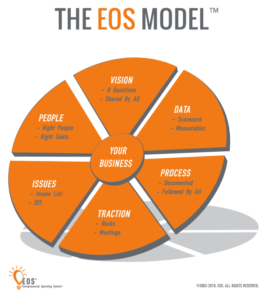 THE EOS MODEL™
VISION
- 8 Questions
- Shared By All
DATA
- Scorecard
- Measurables
PROCESS
- Documented
- Followed By All
TRACTION
- Rocks
- Meetings
ISSUES
- Issues List
- IDS
PEOPLE
- Right People
- Right Seats
YOUR
BUSINESS
EOS
Entrepreneurial Operating System
EOS. ALL RIGHTS RESERVED.